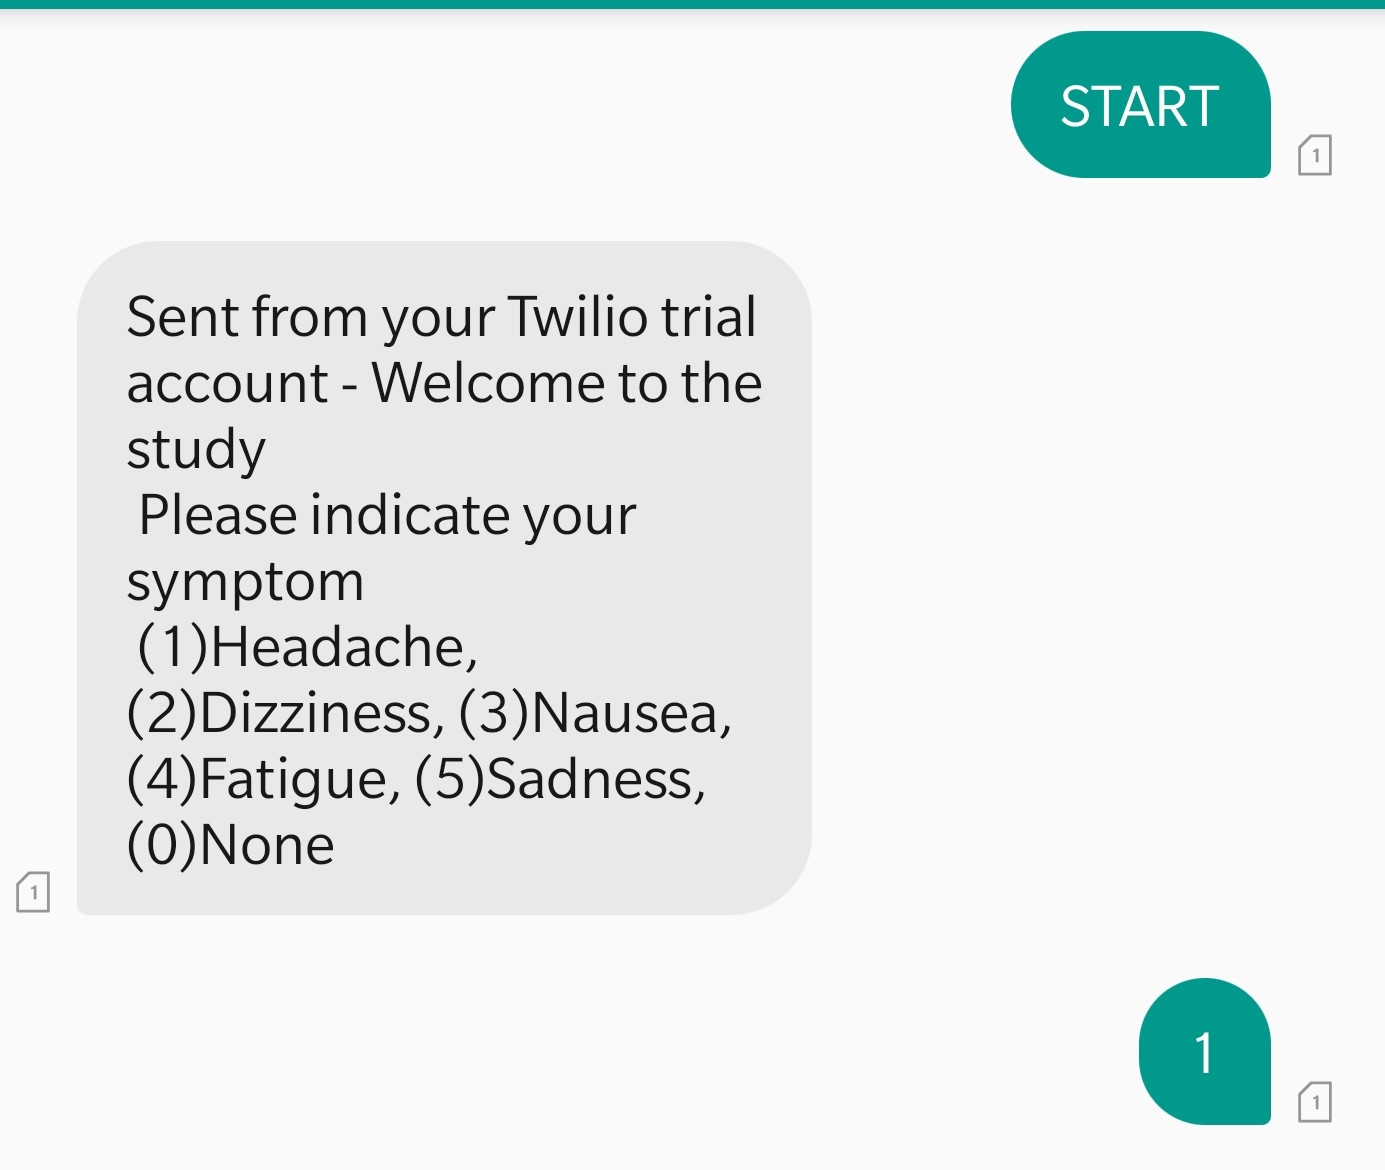 START
1
Sent from your Twilio trial
account - Welcome to the
study
Please indicate your
symptom
(1)Headache,
(2)Dizziness, (3)Nausea,
(4)Fatigue, (5)Sadness,
(0)None
1
1
1